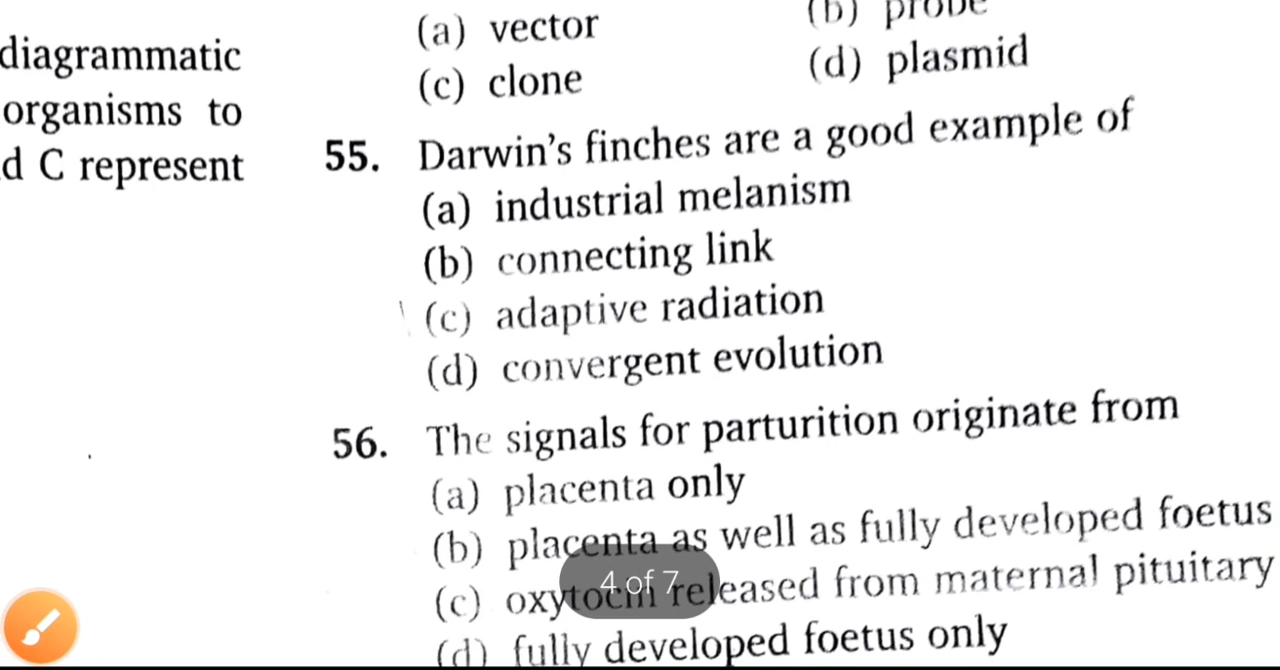 diagrammatic
organisms to
d C represent
(a) vector
(b) probe
(c) clone
(d) plasmid
55. Darwin's finches are a good example of
(a) industrial melanism
(b) connecting link
(c) adaptive radiation
(d) convergent evolution
56. The signals for parturition originate from
(a) placenta only
(b) placenta as well as fully developed foetus
(c) oxytocin released from maternal pituitary
(d) fully developed foetus only
4 of 7